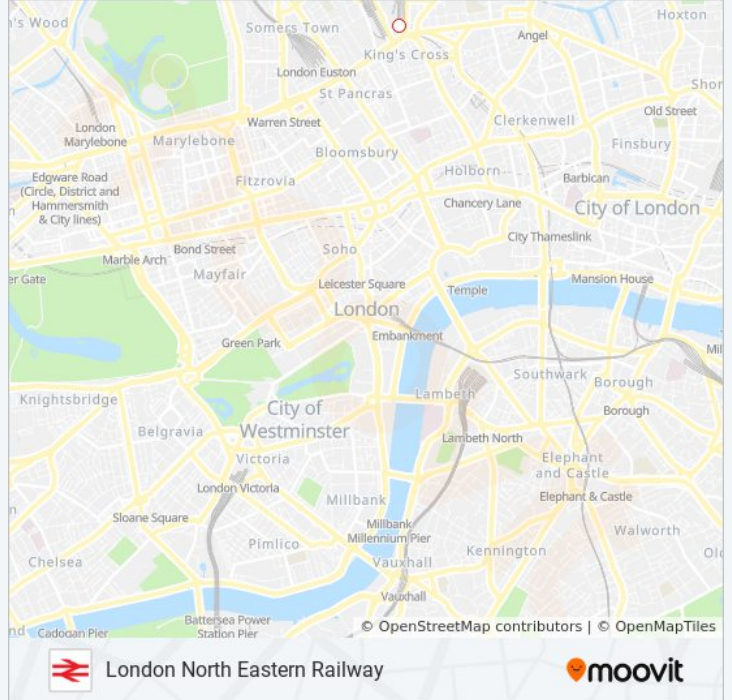 's Wood
Somers Town
Hoxton
King's Cross
Angel
London Euston
St Pancras
Shor
Old Street
Warren Street
Clerkenwell
London
Marylebone
Marylebone
Finsbury
Bloomsbury
Holborn
Barbican
Edgware Road
(Circle, District and
Hammersmith
& City lines)
Fitzrovia
Chancery Lane
City of London
n
City Thameslink
Soho
Bond Street
Marble Arch
Mayfair
er Gate
Leicester Square
Temple
Mansion House
London
Embankment
Green Park
Mil
Southwark
Borough
Knightsbridge
Lambeth
City of
Westminster
Borough
Belgravia
Lambeth North
Victoria
Elephant
and Castle
London Victoria
Elephant & Castle
Millbank
n
Sloane Square
Millbank
Millennium Pier
Walworth
Pimlico
Kennington
Old
Chelsea
Vauxhall
Vauxhall
Battersea Power
Station Pier
nd
Cadogan Pier
© OpenStreetMap contributors | © OpenMapTiles
London North Eastern Railway
moovit